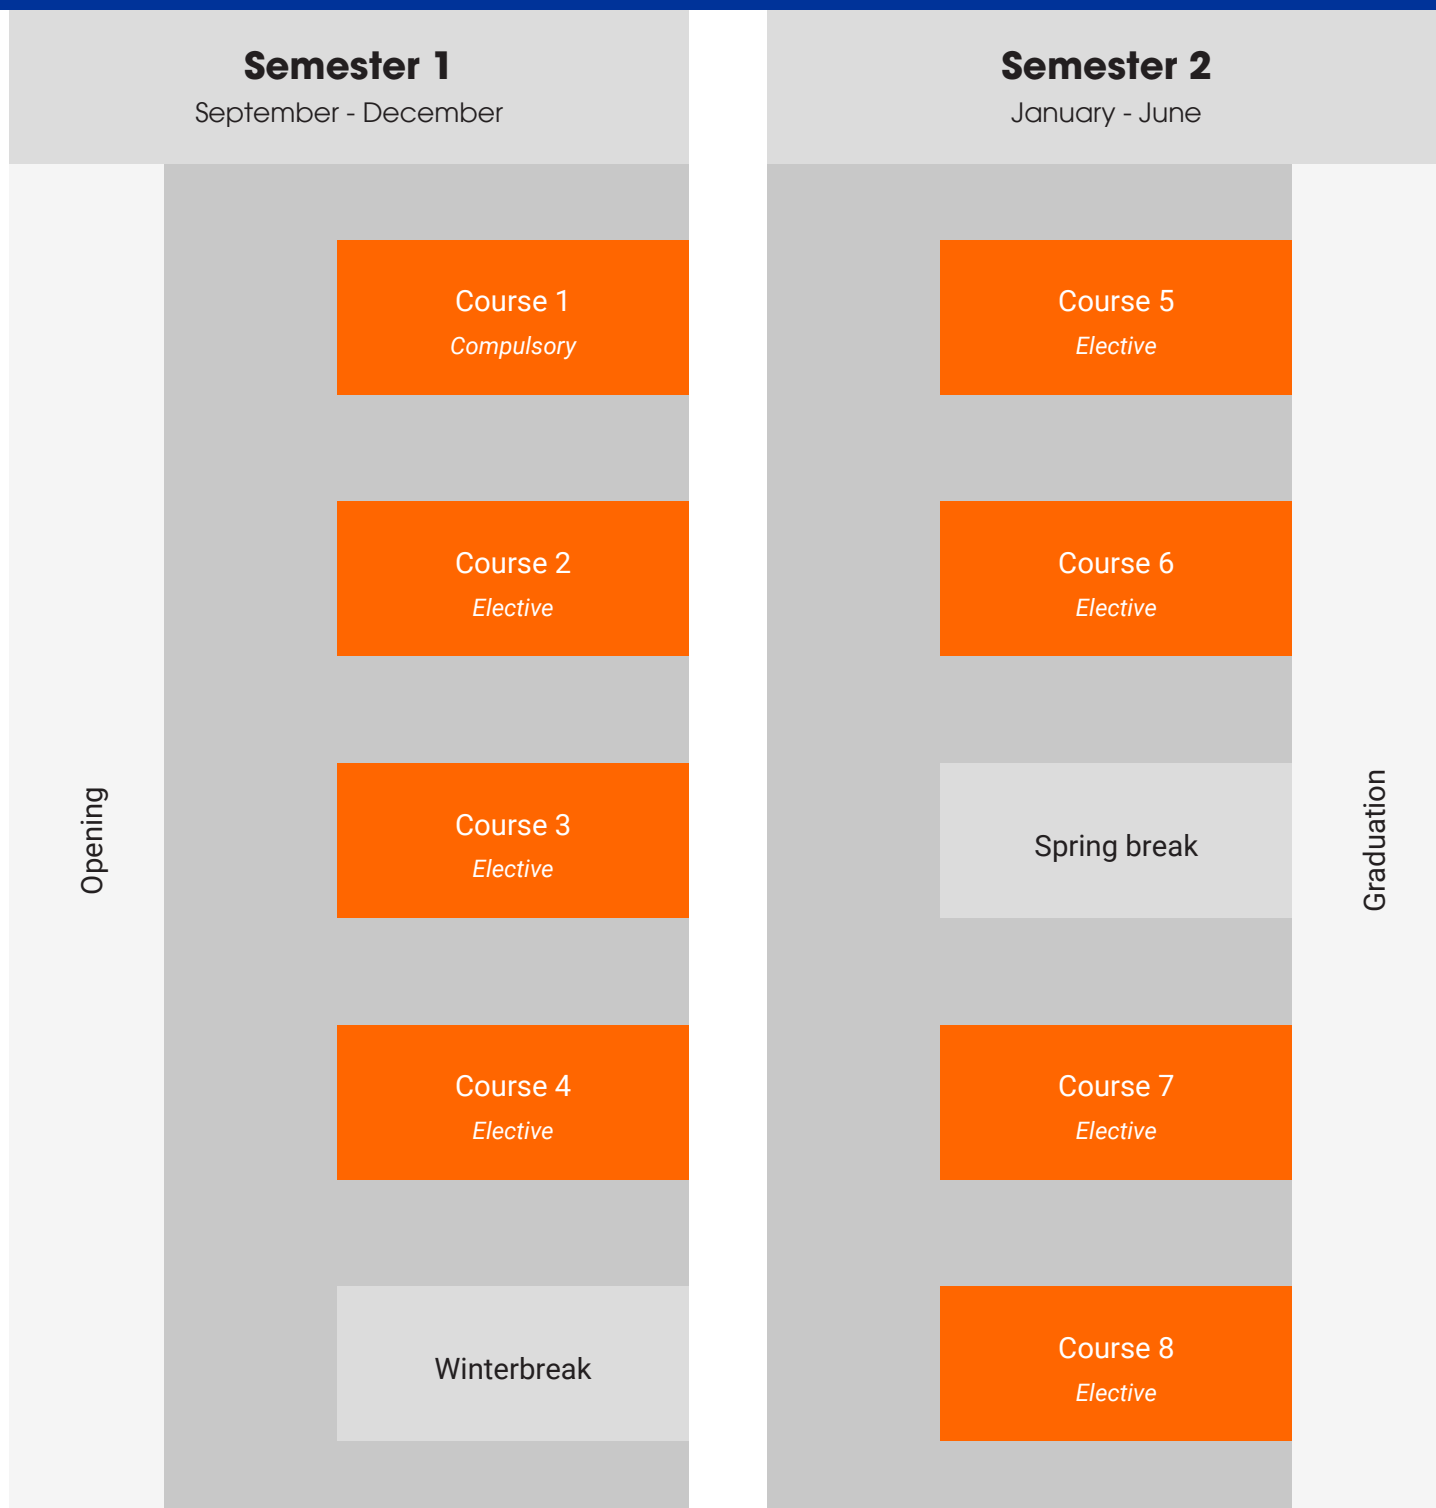 Semester 1
September - December
Opening
Course 1
Compulsory
Course 2
Elective
Course 3
Elective
Course 4
Elective
Winterbreak
Semester 2
January - June
Course 5
Elective
Course 6
Elective
Spring break
Course 7
Elective
Course 8
Elective
Graduation